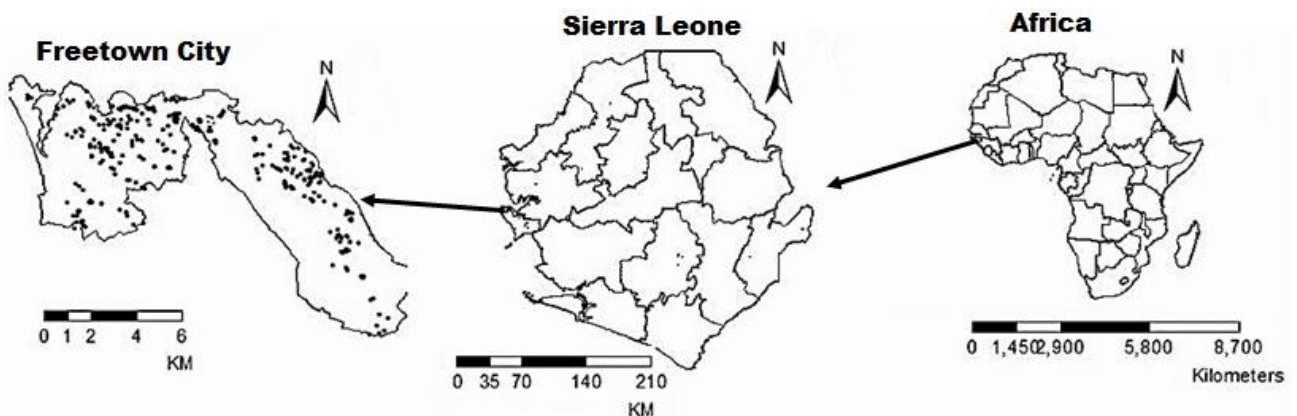 Freetown City
N
0 1 2 4 6
KM
Sierra Leone
N
0 35 70 140 210
KM
Africa
N
0 1,450 2,900 5,800 8,700
Kilometers